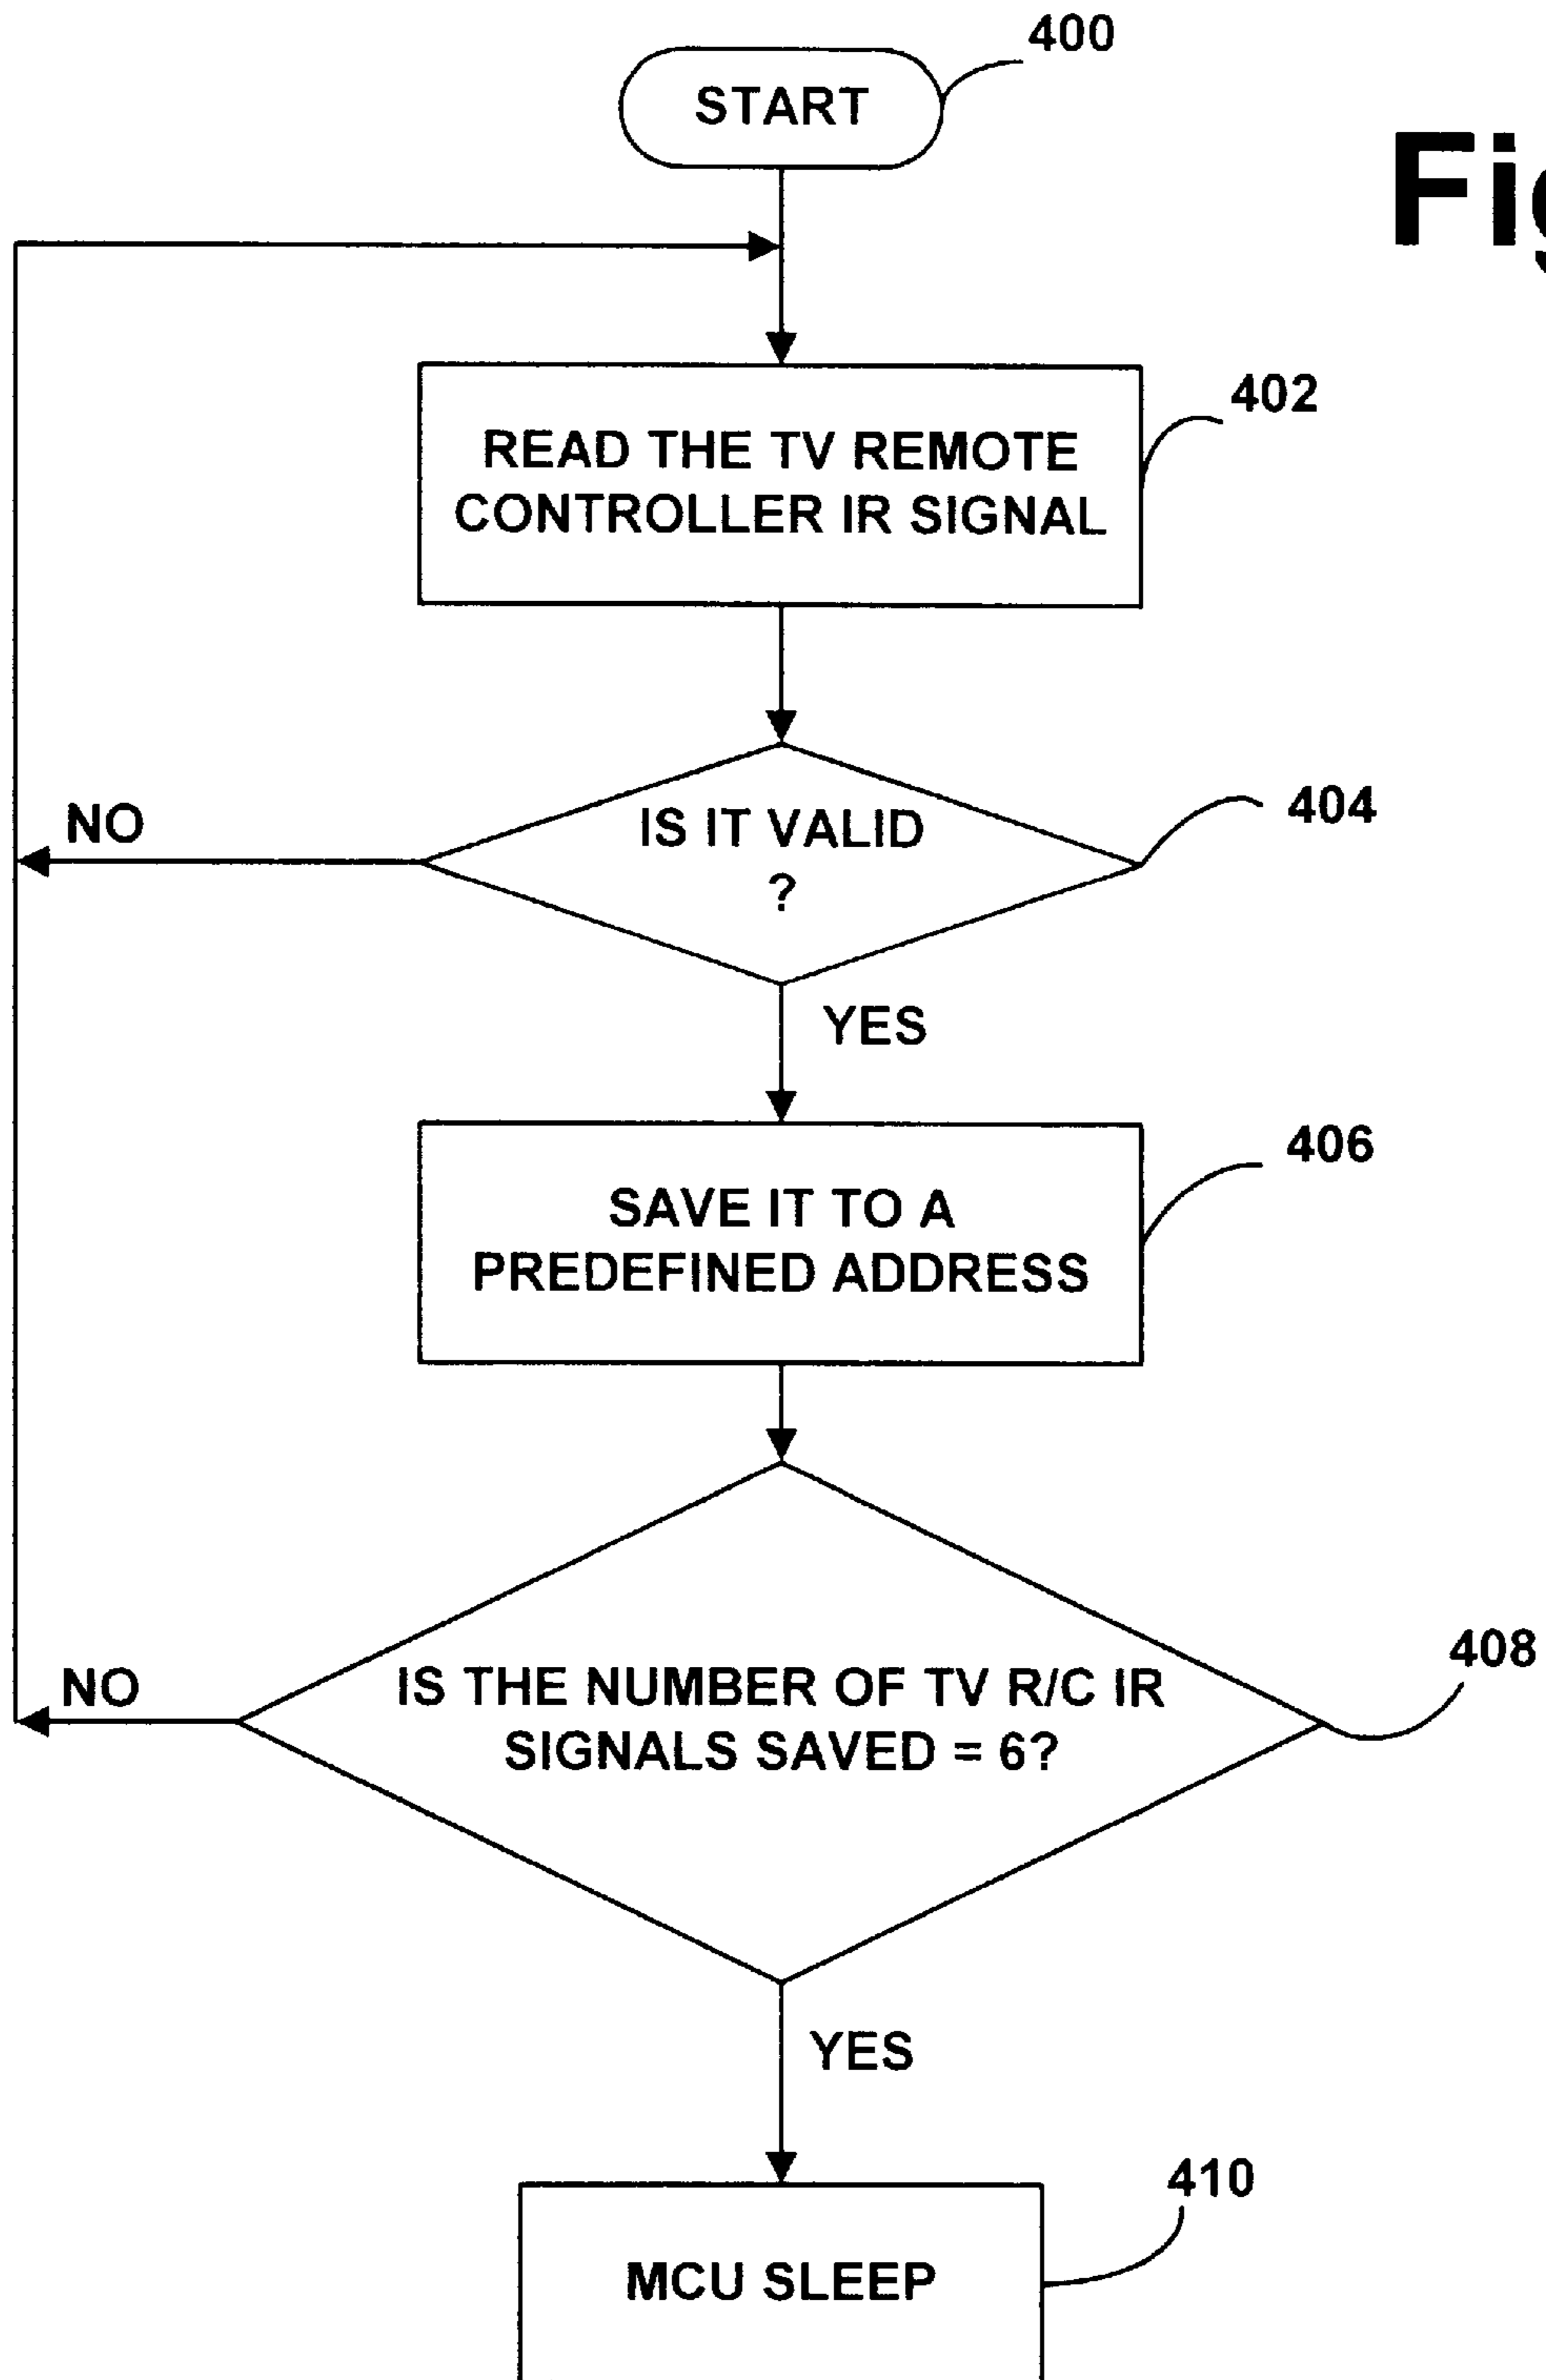 400
START
Fig
402
READ THE TV REMOTE
CONTROLLER IR SIGNAL
404
NO
IS IT VALID
?
YES
406
SAVE IT TO A
PREDEFINED ADDRESS
408
NO
IS THE NUMBER OF TV R/C IR
SIGNALS SAVED = 6?
YES
410
MCU SLEEP